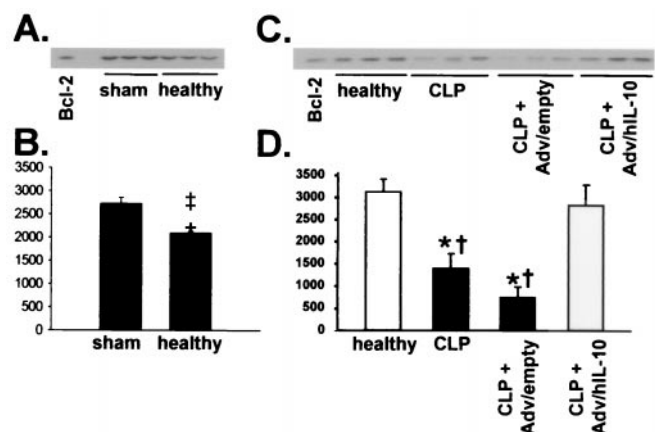 A.
C.
Bcl-2
sham healthy
Bcl-2
healthy
CLP
CLP +
Adv/empty
CLP +
Adv/hIL-10
B.
3500
3000
2500
2000
1500
1000
500
0
‡
sham healthy
D.
3500
3000
2500
2000
1500
1000
500
0
*†
*†
healthy
CLP
CLP +
Adv/empty
CLP +
Adv/hIL-10